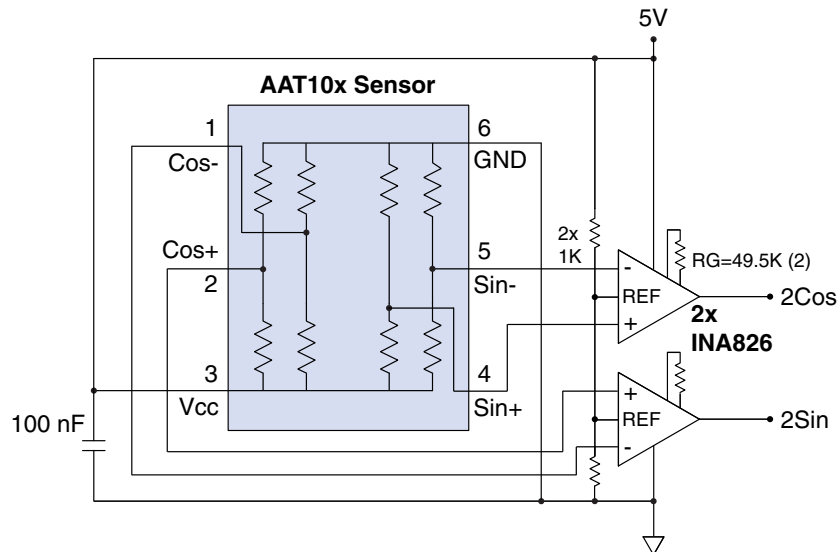 5V
AAT10x Sensor
1
Cos-
6
GND
Cos+
2
5
Sin-
2x
1K
-
REF
+
RG=49.5K (2)
2Cos
2x
INA826
3
Vcc
4
Sin+
100 nF
+
REF
-
2Sin